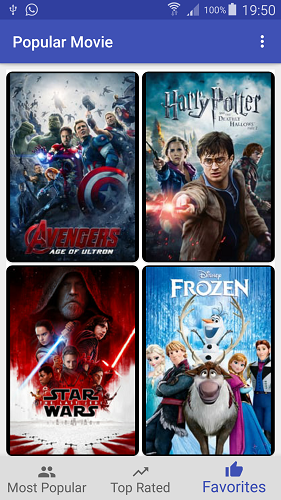 100% 19:50
Popular Movie
Harry Potter
AND THE
DEATHLY HALLOWS
AVENGERS
AGE OF ULTRON
Disney
FROZEN
STAR
THE LAST JEDI
WARS
Most Popular
Top Rated
Favorites